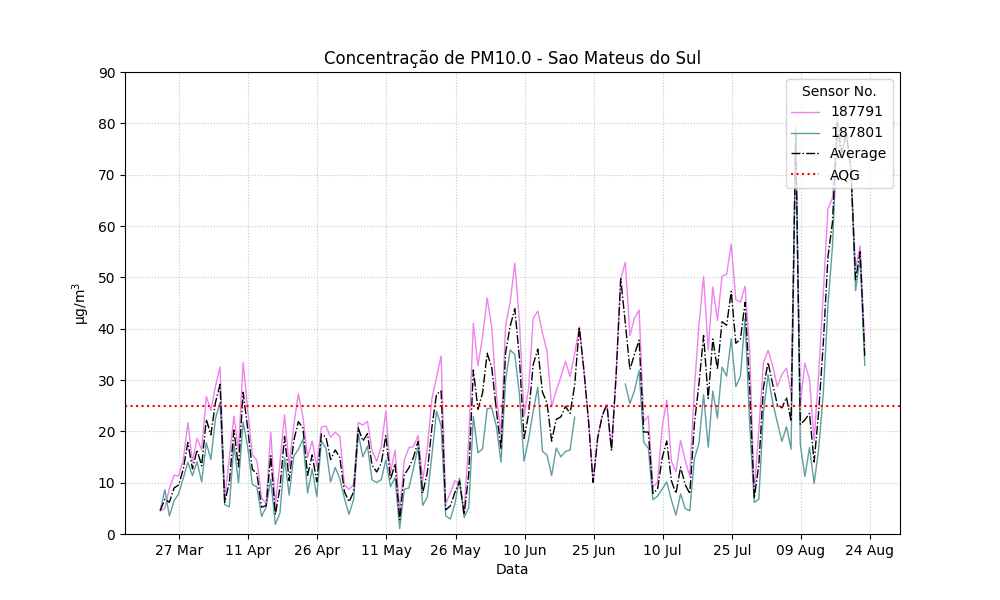 Concentração de PM10.0 - Sao Mateus do Sul
Sensor No.
187791
187801
Average
AQG
µg/m³
90
80
70
60
50
40
30
20
10
0
27 Mar
11 Apr
26 Apr
11 May
26 May
10 Jun
25 Jun
10 Jul
25 Jul
09 Aug
24 Aug
Data